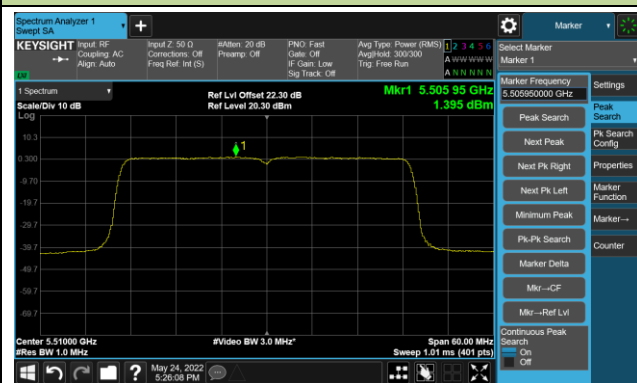 Spectrum Analyzer 1
Swept SA
Marker
KEYSIGHT
Input: RF
Coupling: AC
Align: Auto
Input Z: 50 Ω
Corrections: Off
Freq Ref: Int (S)
#Atten: 20 dB
Preamp: Off
PNO: Fast
Gate: Off
IF Gain: Low
Sig Track: Off
Avg Type: Power (RMS)
Avg|Hold: 300/300
Trig: Free Run
1 2 3 4 5 6
A W W W W W
A N N N N N
Select Marker
Marker 1
Marker Frequency
5.505950000 GHz
Settings
Peak Search
Peak
Search
Next Peak
Pk Search
Config
Next Pk Right
Properties
Next Pk Left
Marker
Function
Minimum Peak
Marker→
Pk-Pk Search
Counter
Marker Delta
Mkr→CF
Mkr→Ref Lvl
Continuous Peak
Search
On
Off
1 Spectrum
Scale/Div 10 dB
Log
Ref Lvl Offset 22.30 dB
Ref Level 20.30 dBm
Mkr1 5.505 95 GHz
1.395 dBm
1
10.3
0.300
-9.70
-19.7
-29.7
-39.7
-49.7
-59.7
-69.7
Center 5.51000 GHz
#Res BW 1.0 MHz
#Video BW 3.0 MHz*
Span 60.00 MHz
Sweep 1.01 ms (401 pts)
?
May 24, 2022
5:26:08 PM